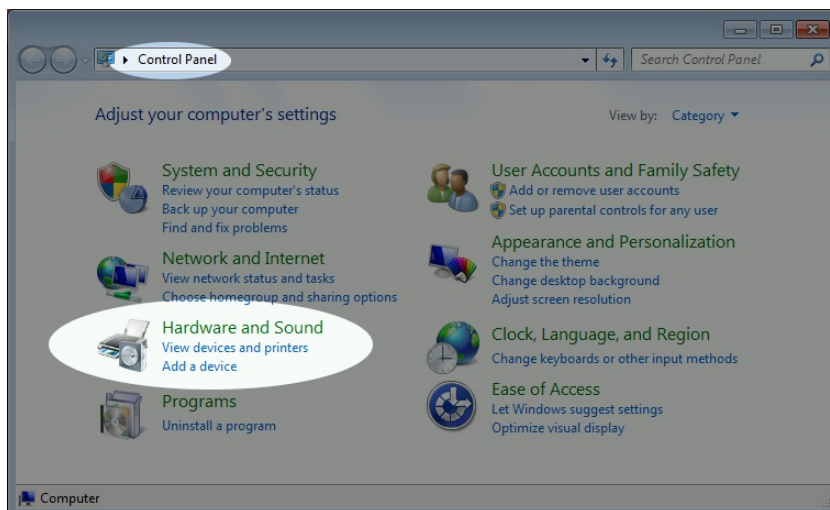 Control Panel
Search Control Panel
Adjust your computer's settings
View by: Category
System and Security
Review your computer's status
Back up your computer
Find and fix problems
Network and Internet
View network status and tasks
Choose homegroup and sharing options
Hardware and Sound
View devices and printers
Add a device
Programs
Uninstall a program
User Accounts and Family Safety
Add or remove user accounts
Set up parental controls for any user
Appearance and Personalization
Change the theme
Change desktop background
Adjust screen resolution
Clock, Language, and Region
Change keyboards or other input methods
Ease of Access
Let Windows suggest settings
Optimize visual display
Computer